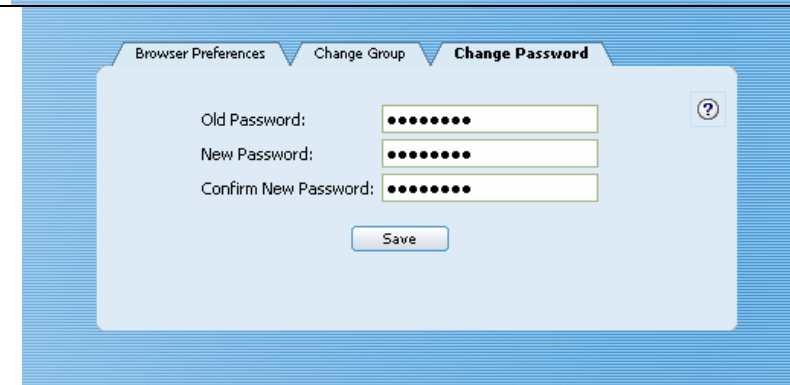 Browser Preferences Change Group Change Password
?
Old Password: ●●●●●●●●
New Password: ●●●●●●●●
Confirm New Password: ●●●●●●●●
Save